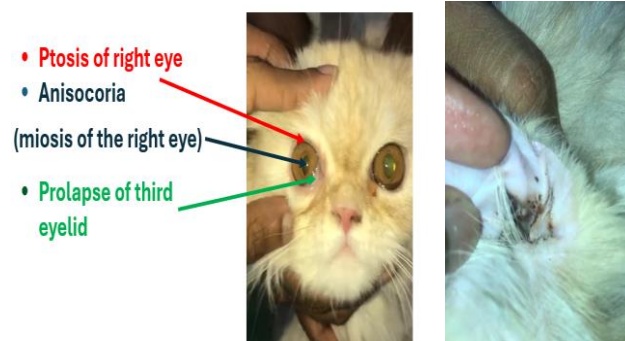 • Ptosis of right eye
• Anisocoria
(miosis of the right eye)
• Prolapse of third
eyelid